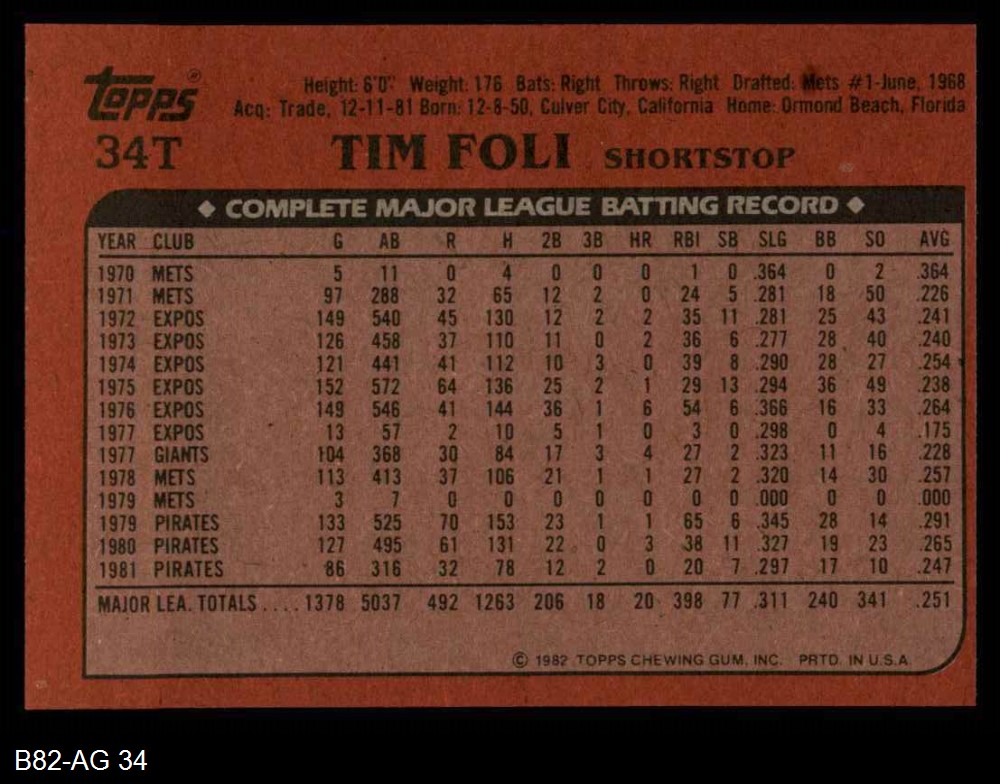 Topps®
Height: 6'0" Weight: 176 Bats: Right Throws: Right Drafted: Mets #1-June, 1968
Acq: Trade, 12-11-81 Born: 12-8-50, Culver City, California Home: Ormond Beach, Florida
34T TIM FOLI SHORTSTOP
◆ COMPLETE MAJOR LEAGUE BATTING RECORD ◆
YEAR CLUB G AB R H 2B 3B HR RBI SB SLG BB SO AVG
1970 METS 5 11 0 4 0 0 0 1 0 .364 0 2 .364
1971 METS 97 288 32 65 12 2 0 24 5 .281 18 50 .226
1972 EXPOS 149 540 45 130 12 2 2 35 11 .281 25 43 .241
1973 EXPOS 126 458 37 110 11 0 2 36 6 .277 28 40 .240
1974 EXPOS 121 441 41 112 10 3 0 39 8 .290 28 27 .254
1975 EXPOS 152 572 64 136 25 2 1 29 13 .294 36 49 .238
1976 EXPOS 149 546 41 144 36 1 6 54 6 .366 16 33 .264
1977 EXPOS 13 57 2 10 5 1 0 3 0 .298 0 4 .175
1977 GIANTS 104 368 30 84 17 3 4 27 2 .323 11 16 .228
1978 METS 113 413 37 106 21 1 1 27 2 .320 14 30 .257
1979 METS 3 7 0 0 0 0 0 0 0 .000 0 0 .000
1979 PIRATES 133 525 70 153 23 1 1 65 6 .345 28 14 .291
1980 PIRATES 127 495 61 131 22 0 3 38 11 .327 19 23 .265
1981 PIRATES 86 316 32 78 12 2 0 20 7 .297 17 10 .247
MAJOR LEA. TOTALS .... 1378 5037 492 1263 206 18 20 398 77 .311 240 341 .251
© 1982 TOPPS CHEWING GUM, INC. PRTD. IN U.S.A.
B82-AG 34